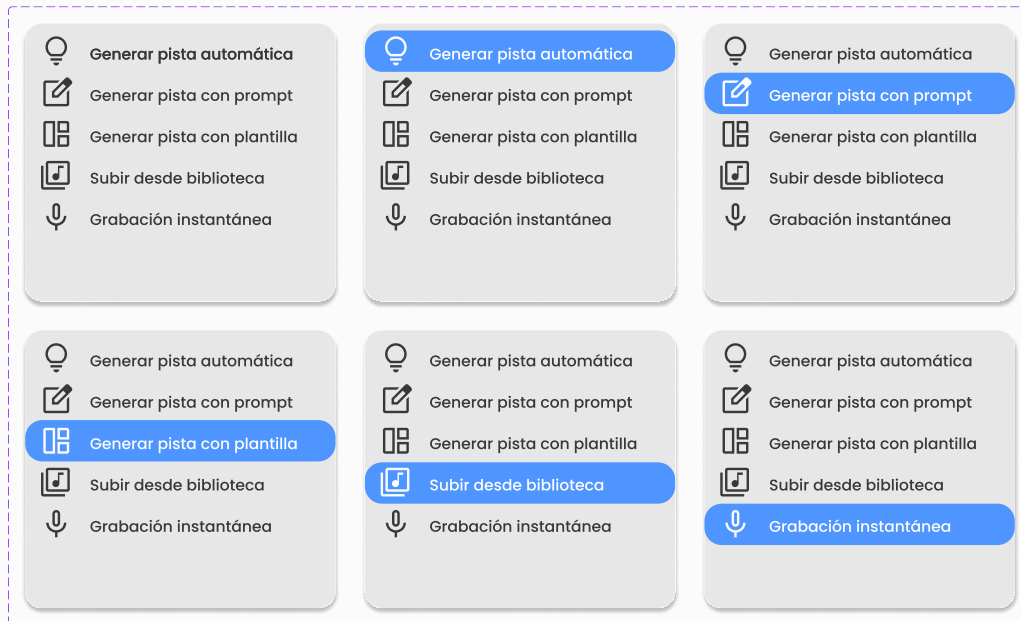 Generar pista automática
Generar pista con prompt
Generar pista con plantilla
Subir desde biblioteca
Grabación instantánea
Generar pista automática
Generar pista con prompt
Generar pista con plantilla
Subir desde biblioteca
Grabación instantánea
Generar pista automática
Generar pista con prompt
Generar pista con plantilla
Subir desde biblioteca
Grabación instantánea
Generar pista automática
Generar pista con prompt
Generar pista con plantilla
Subir desde biblioteca
Grabación instantánea
Generar pista automática
Generar pista con prompt
Generar pista con plantilla
Subir desde biblioteca
Grabación instantánea
Generar pista automática
Generar pista con prompt
Generar pista con plantilla
Subir desde biblioteca
Grabación instantánea